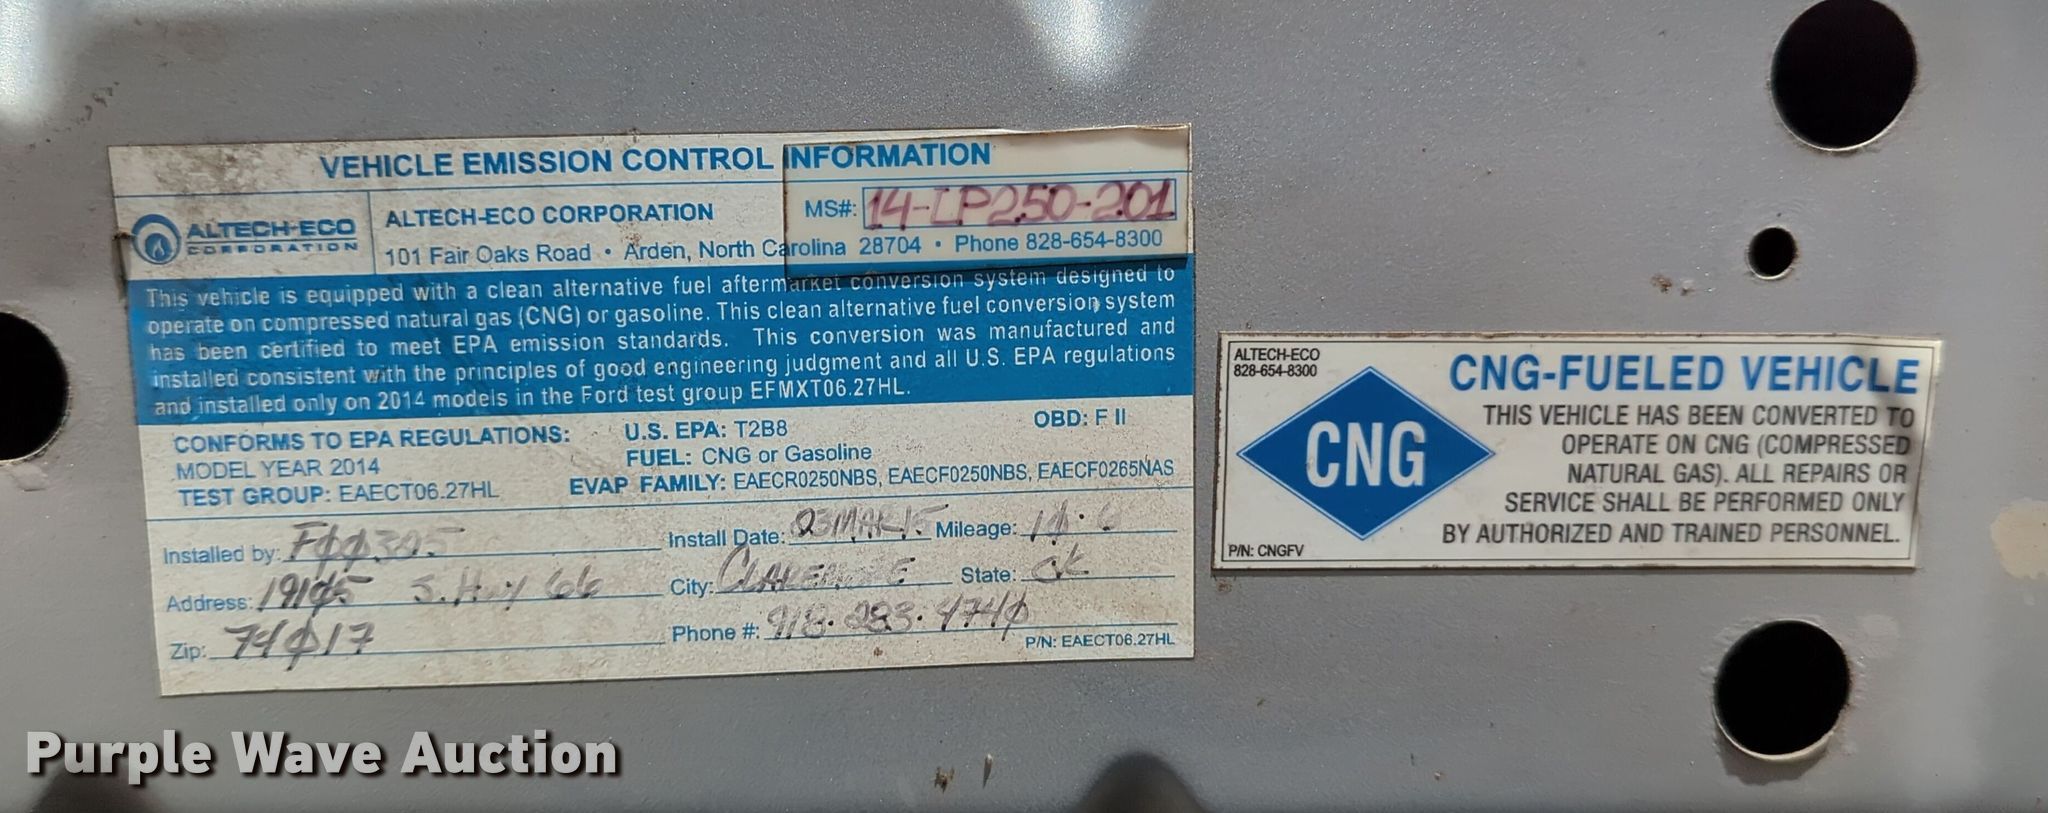 VEHICLE EMISSION CONTROL INFORMATION
ALTECH-ECO
CORPORATION
ALTECH-ECO CORPORATION
MS#: 14-LP250-201
101 Fair Oaks Road • Arden, North Carolina 28704 • Phone 828-654-8300
This vehicle is equipped with a clean alternative fuel aftermarket conversion system designed to
operate on compressed natural gas (CNG) or gasoline. This clean alternative fuel conversion system
has been certified to meet EPA emission standards. This conversion was manufactured and
installed consistent with the principles of good engineering judgment and all U.S. EPA regulations
and installed only on 2014 models in the Ford test group EFMXT06.27HL.
CONFORMS TO EPA REGULATIONS: U.S. EPA: T2B8 OBD: F II
MODEL YEAR 2014 FUEL: CNG or Gasoline
TEST GROUP: EAECT06.27HL EVAP FAMILY: EAECR0250NBS, EAECF0250NBS, EAECF0265NAS
Installed by: F00305 Install Date: 03MAR15 Mileage:
Address: 19105 S. HWY 66 City: CLAREMORE State: OK
Zip: 74017 Phone #: 918.283.4740
P/N: EAECT06.27HL
ALTECH-ECO
828-654-8300
CNG-FUELED VEHICLE
CNG
THIS VEHICLE HAS BEEN CONVERTED TO
OPERATE ON CNG (COMPRESSED
NATURAL GAS). ALL REPAIRS OR
SERVICE SHALL BE PERFORMED ONLY
BY AUTHORIZED AND TRAINED PERSONNEL.
P/N: CNGFV
Purple Wave Auction